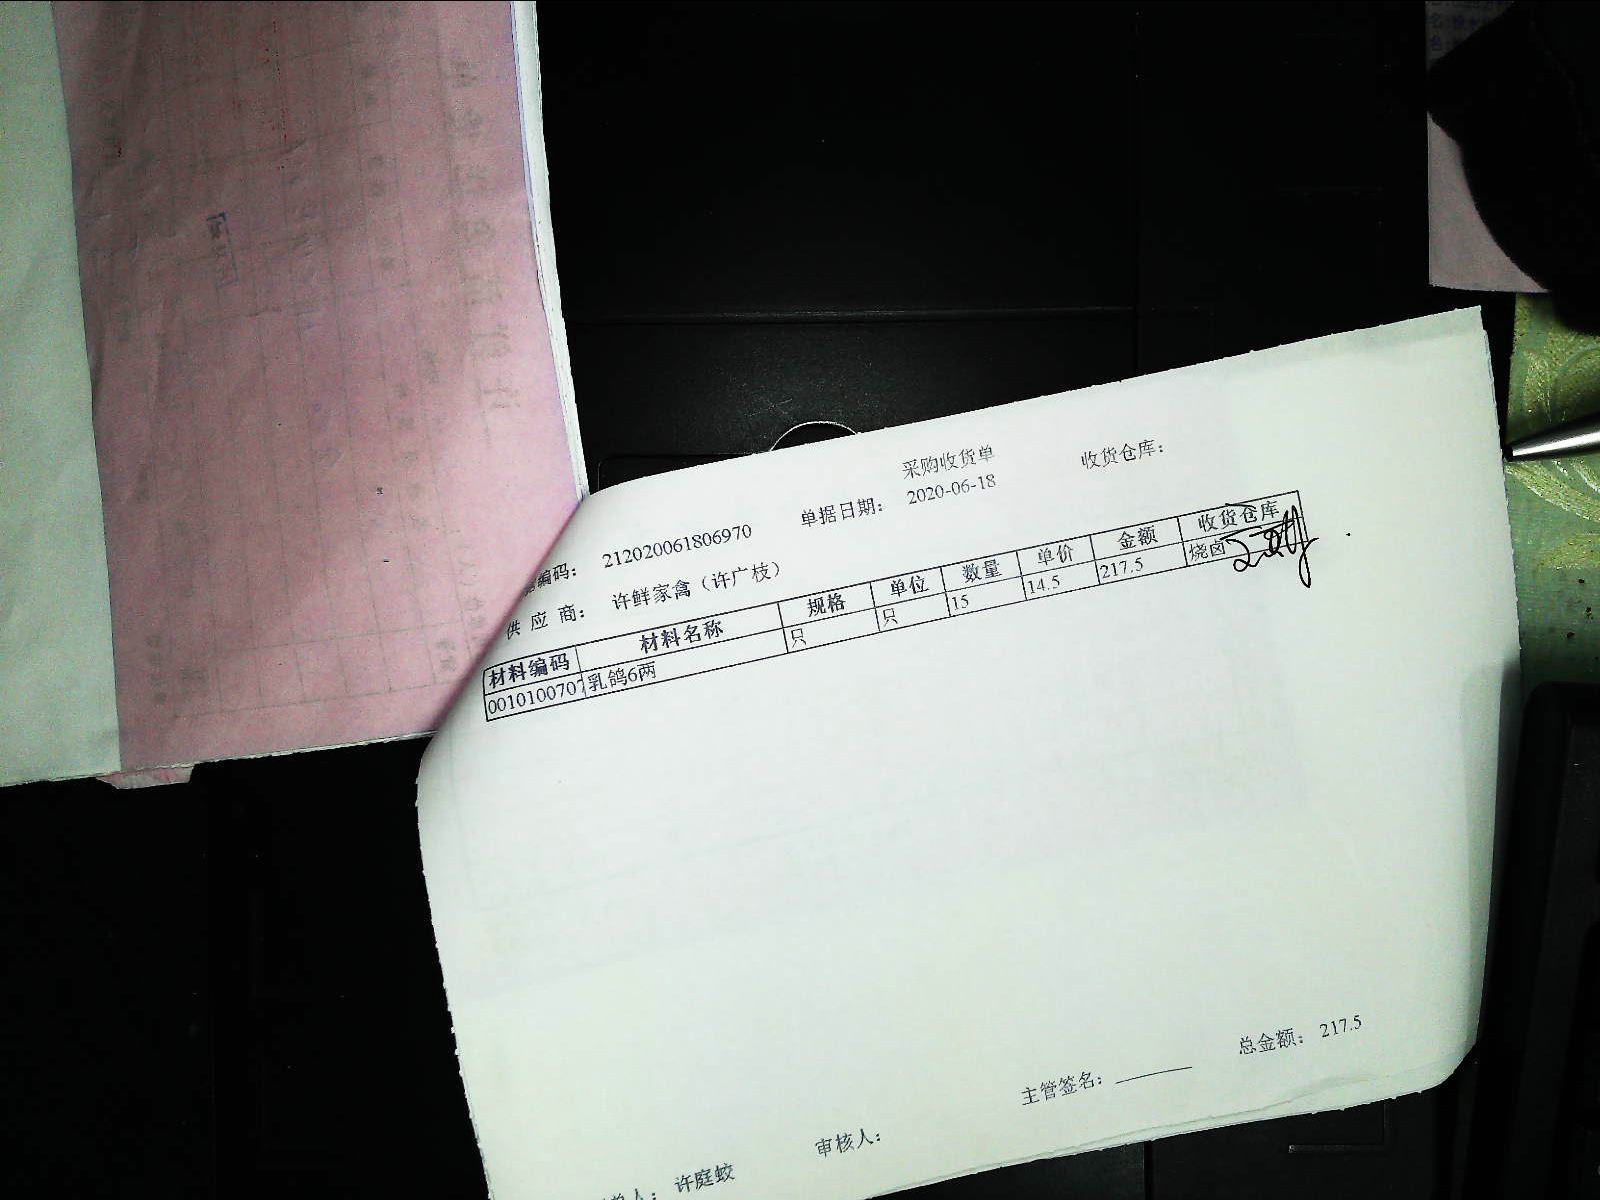 采购收货单
编码： 212020061806970 单据日期： 2020-06-18 收货仓库：
供 应 商： 许鲜家禽（许广枝）
材料编码 材料名称 规格 单位 数量 单价 金额 收货仓库
0010100707 乳鸽6两 只 只 15 14.5 217.5 烧卤
总金额： 217.5
主管签名：
审核人：
单人： 许庭蛟